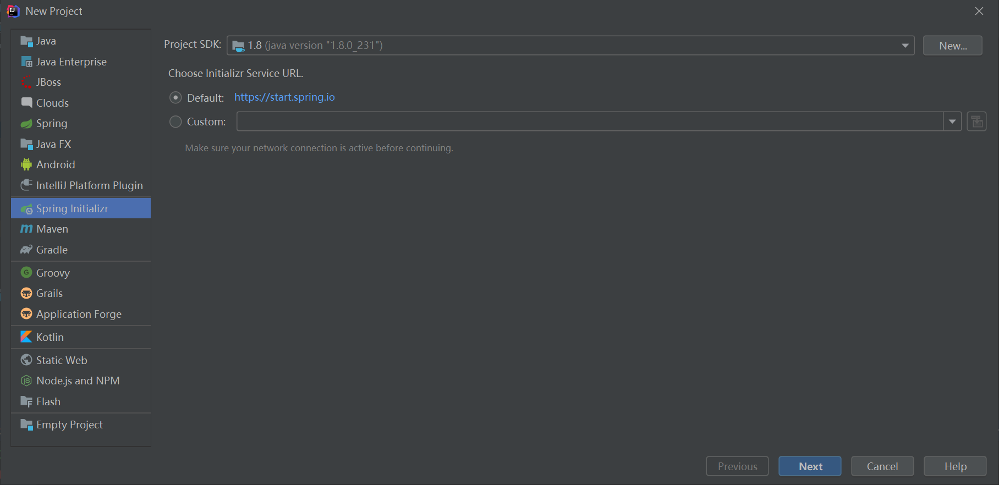 New Project
Java
Java Enterprise
JBoss
Clouds
Spring
Java FX
Android
IntelliJ Platform Plugin
Spring Initializr
Maven
Gradle
Groovy
Grails
Application Forge
Kotlin
Static Web
Node.js and NPM
Flash
Empty Project
Project SDK: 1.8 (java version "1.8.0_231") New...
Choose Initializr Service URL.
Default: https://start.spring.io
Custom:
Make sure your network connection is active before continuing.
Previous Next Cancel Help